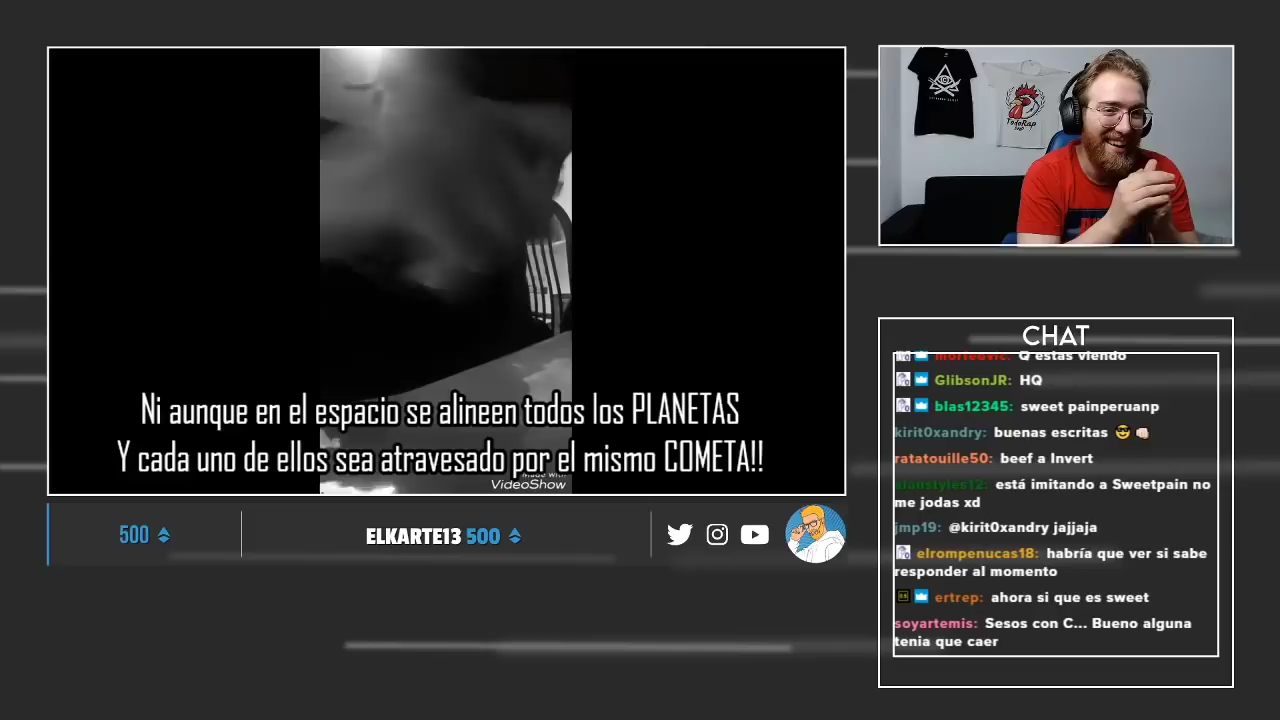 Ni aunque en el espacio se alineen todos los PLANETAS
Y cada uno de ellos sea atravesado por el mismo COMETA!!
VideoShow
500
ELKARTE13 500
TodoRap
CHAT
Q estas viendo
GlibsonJR: HQ
blas12345: sweet painperuanp
kirit0xandry: buenas escritas 😎 👊🏻
ratatouille50: beef a Invert
está imitando a Sweetpain no
me jodas xd
jmp19: @kirit0xandry jajjaja
elrompenucas18: habría que ver si sabe
responder al momento
ertrep: ahora si que es sweet
soyartemis: Sesos con C... Bueno alguna
tenia que caer